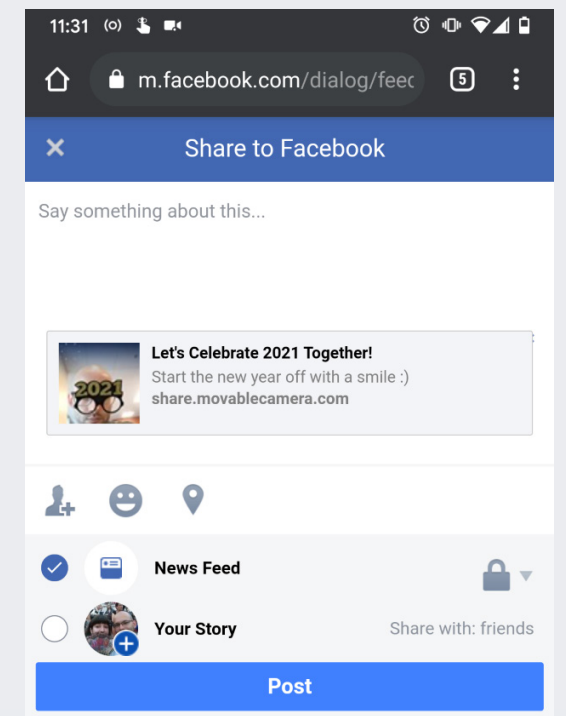 11:31
m.facebook.com/dialog/feed
5
Share to Facebook
Say something about this...
Let's Celebrate 2021 Together!
Start the new year off with a smile :)
share.movablecamera.com
2021
News Feed
Your Story
Share with: friends
Post